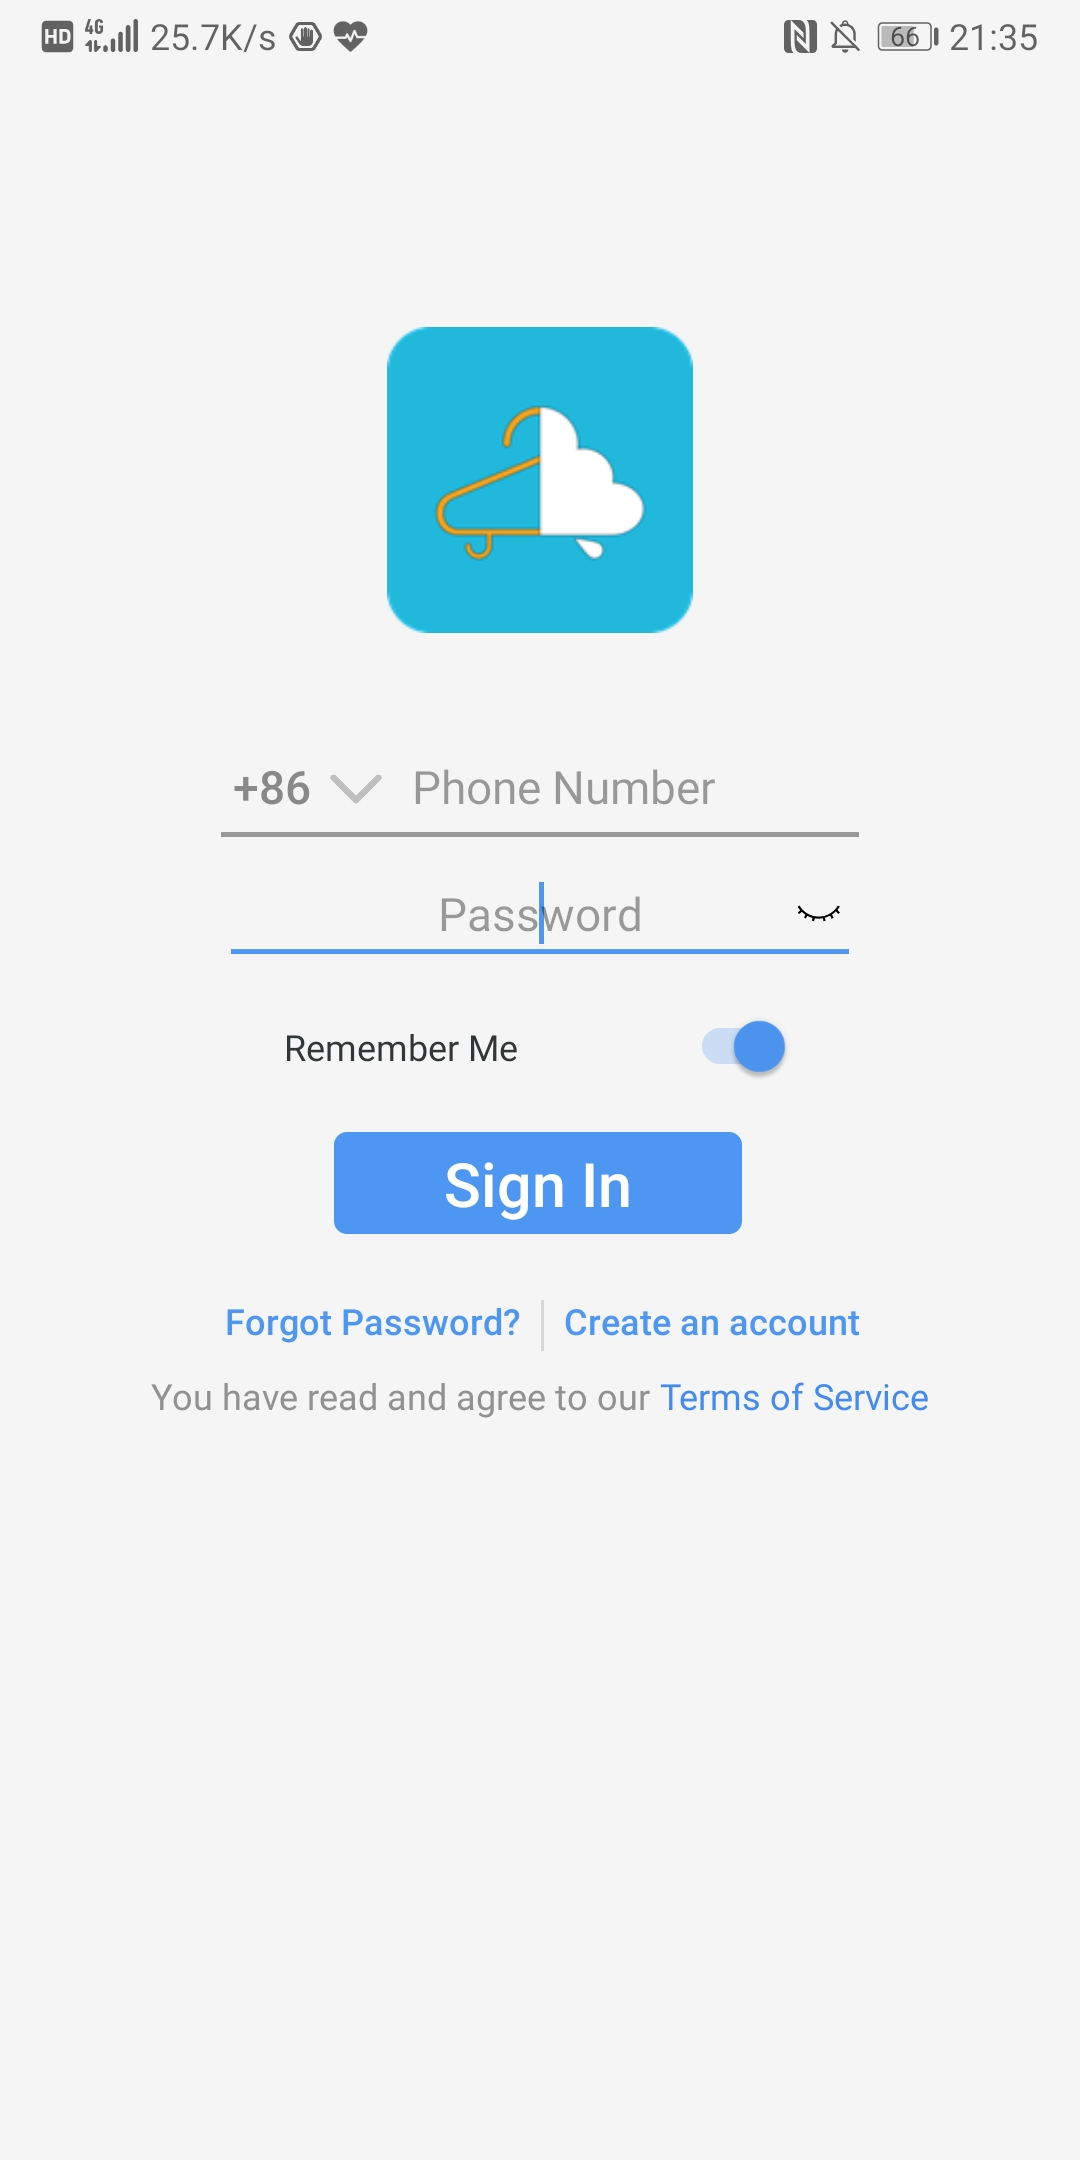 HD 4G 25.7K/s 66 21:35
+86 Phone Number
Password
Remember Me
Sign In
Forgot Password? Create an account
You have read and agree to our Terms of Service